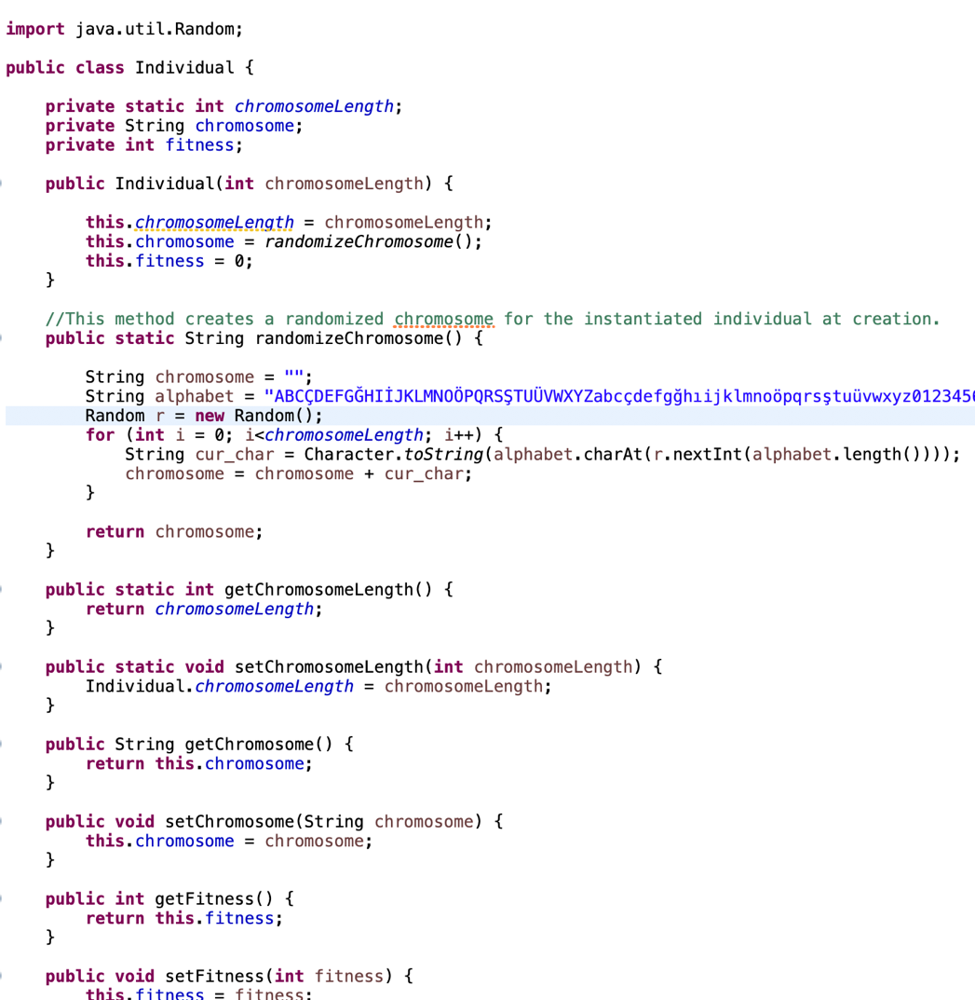 import java.util.Random;
public class Individual {
private static int chromosomeLength;
private String chromosome;
private int fitness;
public Individual(int chromosomeLength) {
this.chromosomeLength = chromosomeLength;
this.chromosome = randomizeChromosome();
this.fitness = 0;
}
//This method creates a randomized chromosome for the instantiated individual at creation.
public static String randomizeChromosome() {
String chromosome = "";
String alphabet = "ABCÇDEFGĞHIİJKLMNOÖPQRSŞTUÜVWXYZabcçdefgğhıijklmnoöpqrsştuüvwxyz0123456
Random r = new Random();
for (int i = 0; i<chromosomeLength; i++) {
String cur_char = Character.toString(alphabet.charAt(r.nextInt(alphabet.length())));
chromosome = chromosome + cur_char;
}
return chromosome;
}
public static int getChromosomeLength() {
return chromosomeLength;
}
public static void setChromosomeLength(int chromosomeLength) {
Individual.chromosomeLength = chromosomeLength;
}
public String getChromosome() {
return this.chromosome;
}
public void setChromosome(String chromosome) {
this.chromosome = chromosome;
}
public int getFitness() {
return this.fitness;
}
public void setFitness(int fitness) {
this.fitness = fitness;